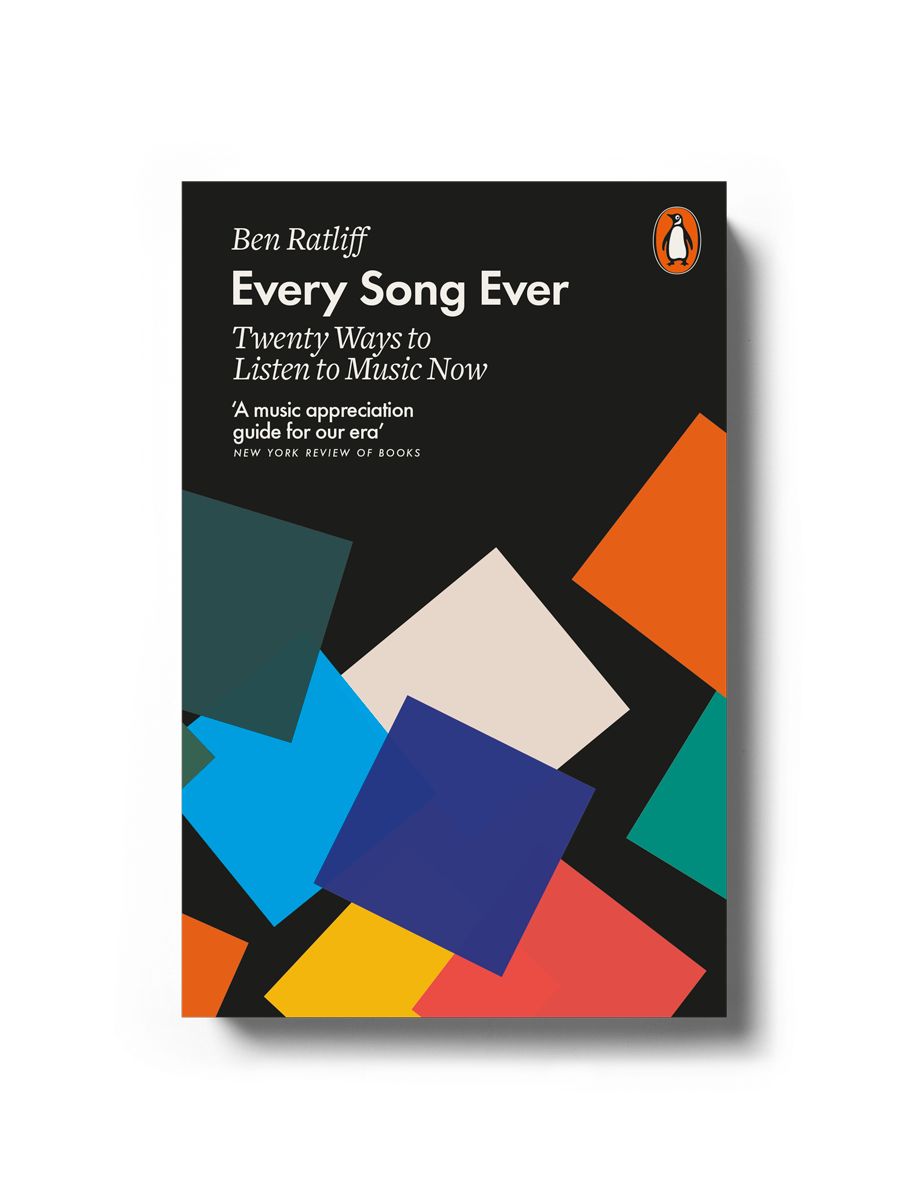 Ben Ratliff
Every Song Ever
Twenty Ways to
Listen to Music Now
‘A music appreciation
guide for our era’
NEW YORK REVIEW OF BOOKS